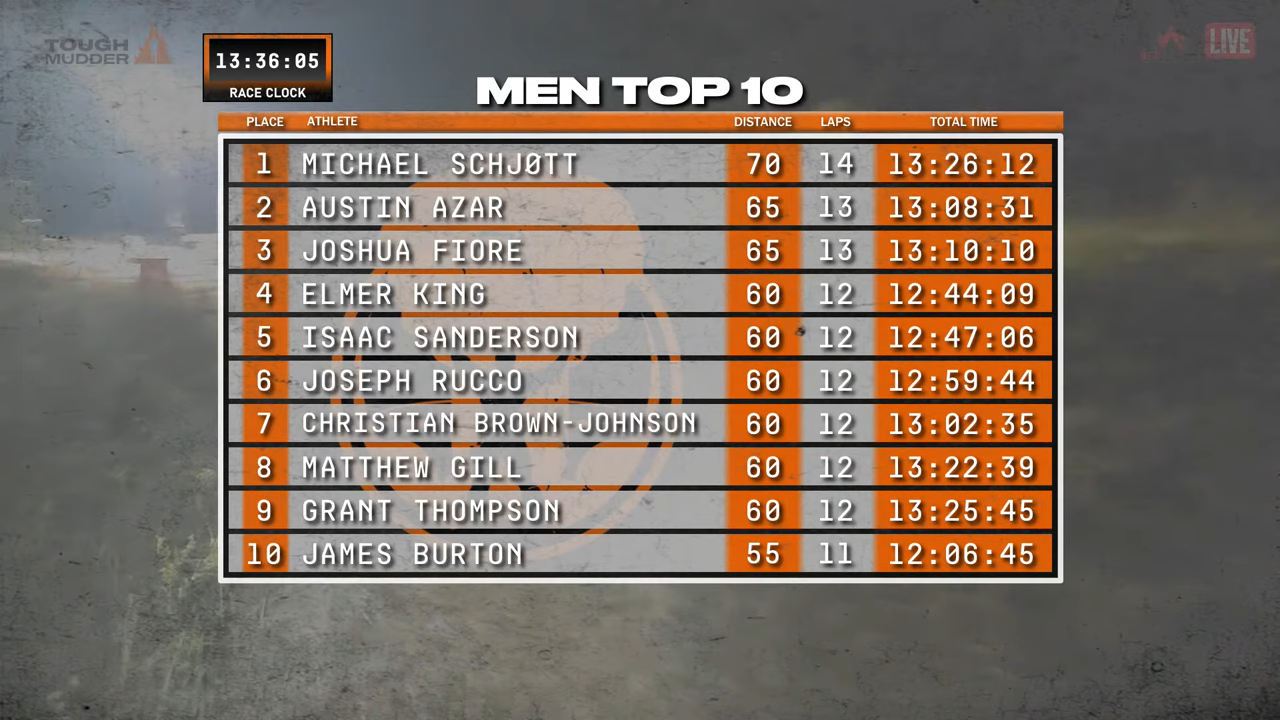 TOUGH
MUDDER
13:36:05
RACE CLOCK
LIVE
MEN TOP 10
PLACE ATHLETE DISTANCE LAPS TOTAL TIME
1 MICHAEL SCHJØTT 70 14 13:26:12
2 AUSTIN AZAR 65 13 13:08:31
3 JOSHUA FIORE 65 13 13:10:10
4 ELMER KING 60 12 12:44:09
5 ISAAC SANDERSON 60 12 12:47:06
6 JOSEPH RUCCO 60 12 12:59:44
7 CHRISTIAN BROWN-JOHNSON 60 12 13:02:35
8 MATTHEW GILL 60 12 13:22:39
9 GRANT THOMPSON 60 12 13:25:45
10 JAMES BURTON 55 11 12:06:45